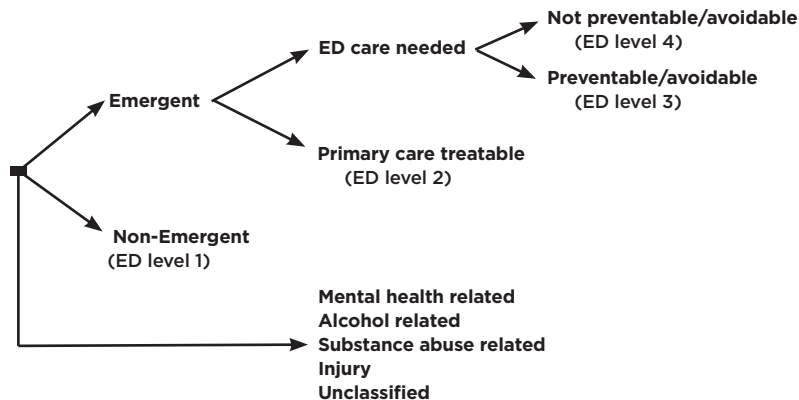 Not preventable/avoidable
(ED level 4)
ED care needed
Preventable/avoidable
(ED level 3)
Emergent
Primary care treatable
(ED level 2)
Non-Emergent
(ED level 1)
Mental health related
Alcohol related
Substance abuse related
Injury
Unclassified